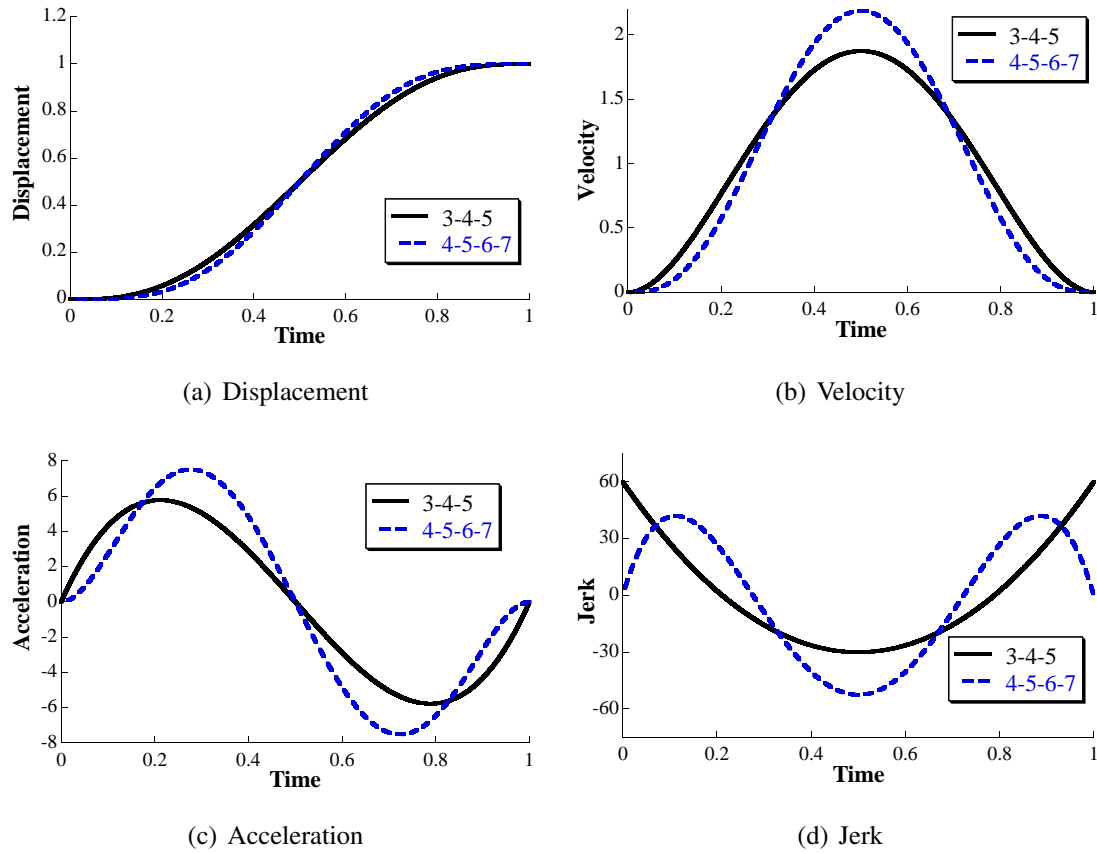 1.2
1
0.8
0.6
0.4
0.2
0
Displacement
3-4-5
4-5-6-7
0 0.2 0.4 0.6 0.8 1
Time
(a) Displacement
2
1.5
1
0.5
0
Velocity
3-4-5
4-5-6-7
0 0.2 0.4 0.6 0.8 1
Time
(b) Velocity
8
6
4
2
0
-2
-4
-6
-8
Acceleration
3-4-5
4-5-6-7
0 0.2 0.4 0.6 0.8 1
Time
(c) Acceleration
60
30
0
-30
-60
Jerk
3-4-5
4-5-6-7
0 0.2 0.4 0.6 0.8 1
Time
(d) Jerk